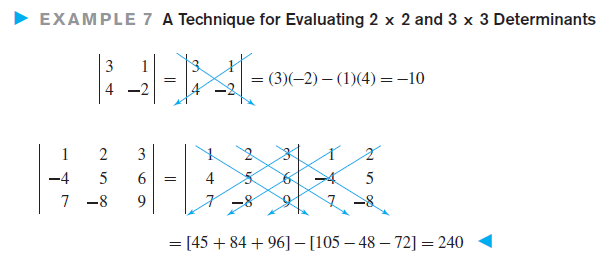 EXAMPLE 7 A Technique for Evaluating 2 x 2 and 3 x 3 Determinants
| 3 1 | = | 3 1 | = (3)(−2) − (1)(4) = −10
| 4 −2 | | 4 −2 |
| 1 2 3 | | 1 2 3 | 1 2
| −4 5 6 | = | 4 5 6 | −4 5
| 7 −8 9 | | 7 −8 9 | 7 −8
= [45 + 84 + 96] − [105 − 48 − 72] = 240